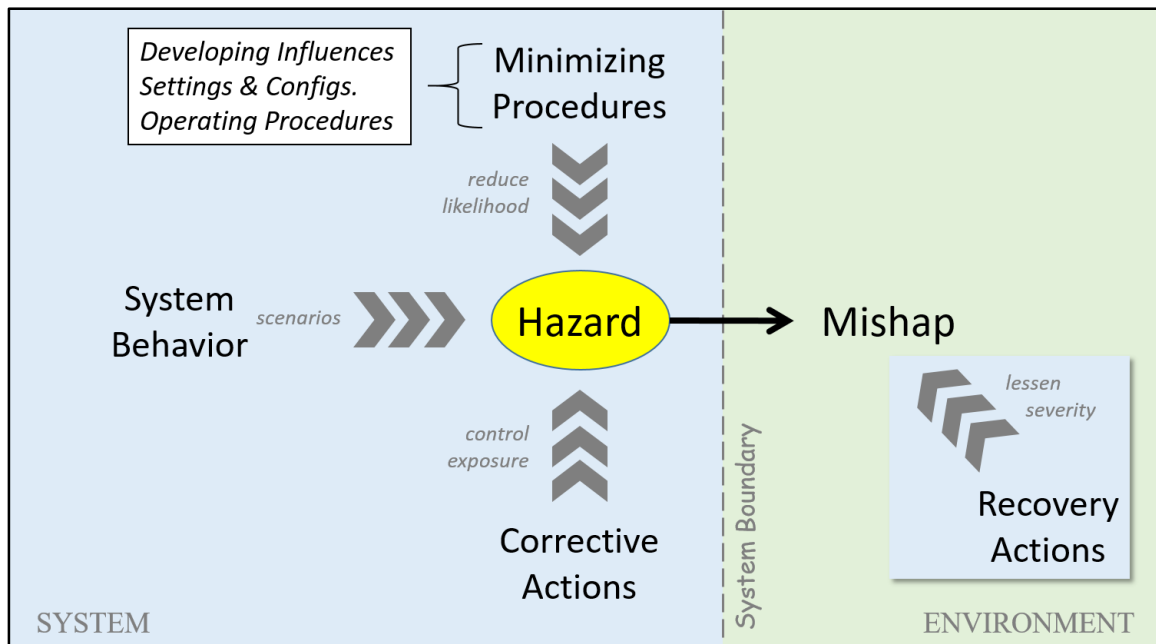 Developing Influences
Settings & Configs.
Operating Procedures
Minimizing
Procedures
reduce
likelihood
System
Behavior
scenarios
Hazard
Mishap
control
exposure
Corrective
Actions
System Boundary
lessen
severity
Recovery
Actions
SYSTEM
ENVIRONMENT